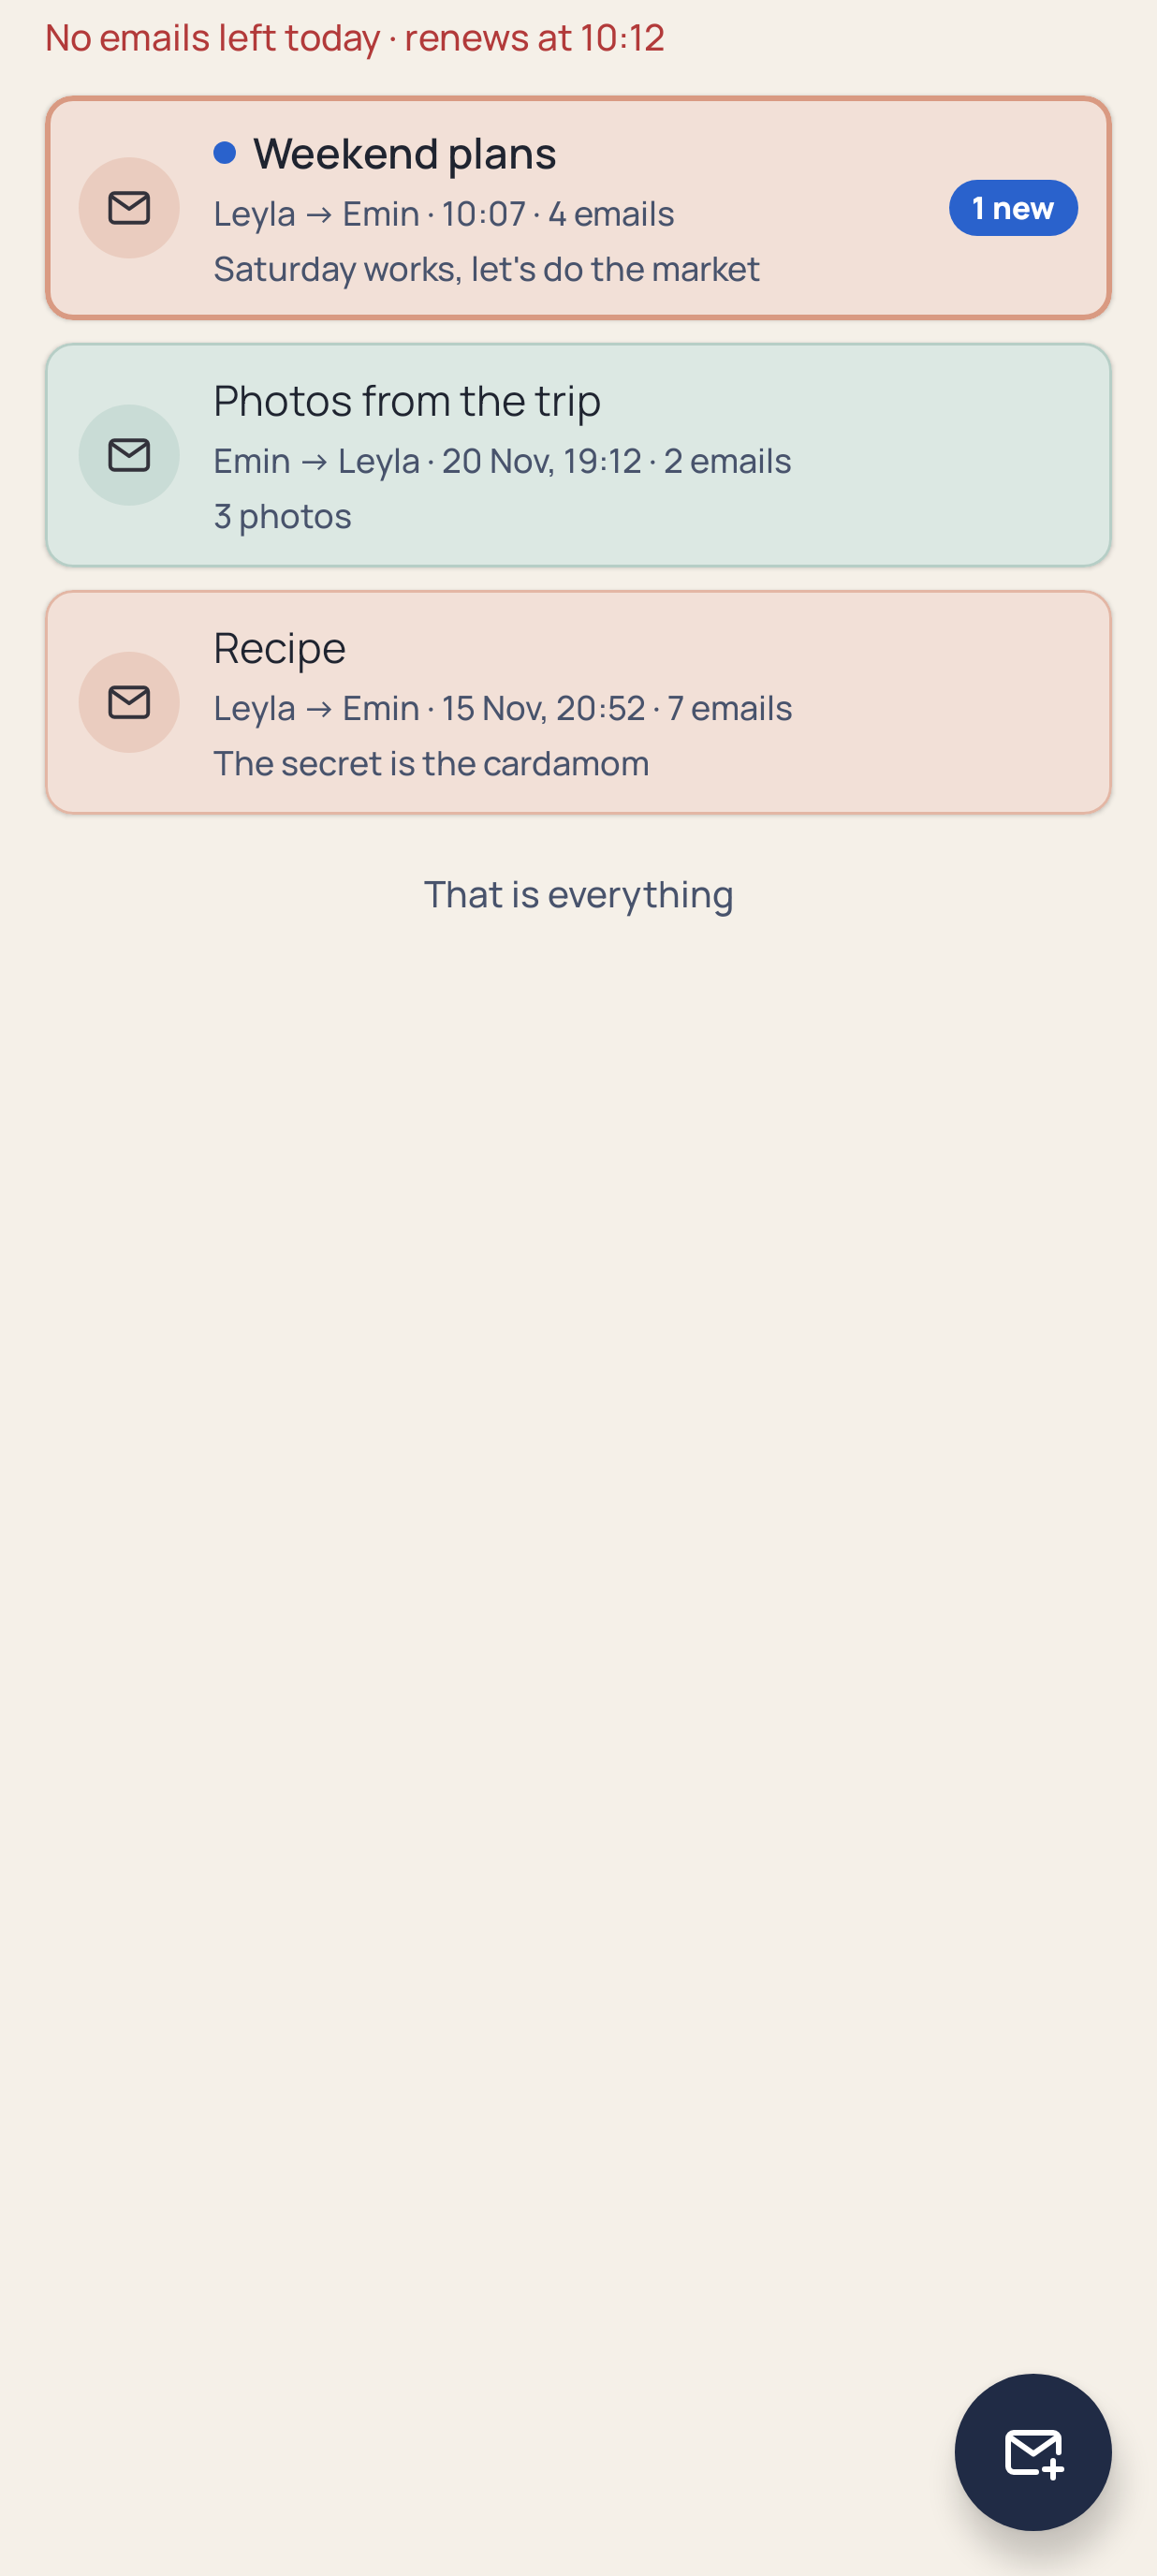 No emails left today · renews at 10:12
Weekend plans
Leyla → Emin · 10:07 · 4 emails
1 new
Saturday works, let's do the market
Photos from the trip
Emin → Leyla · 20 Nov, 19:12 · 2 emails
3 photos
Recipe
Leyla → Emin · 15 Nov, 20:52 · 7 emails
The secret is the cardamom
That is everything